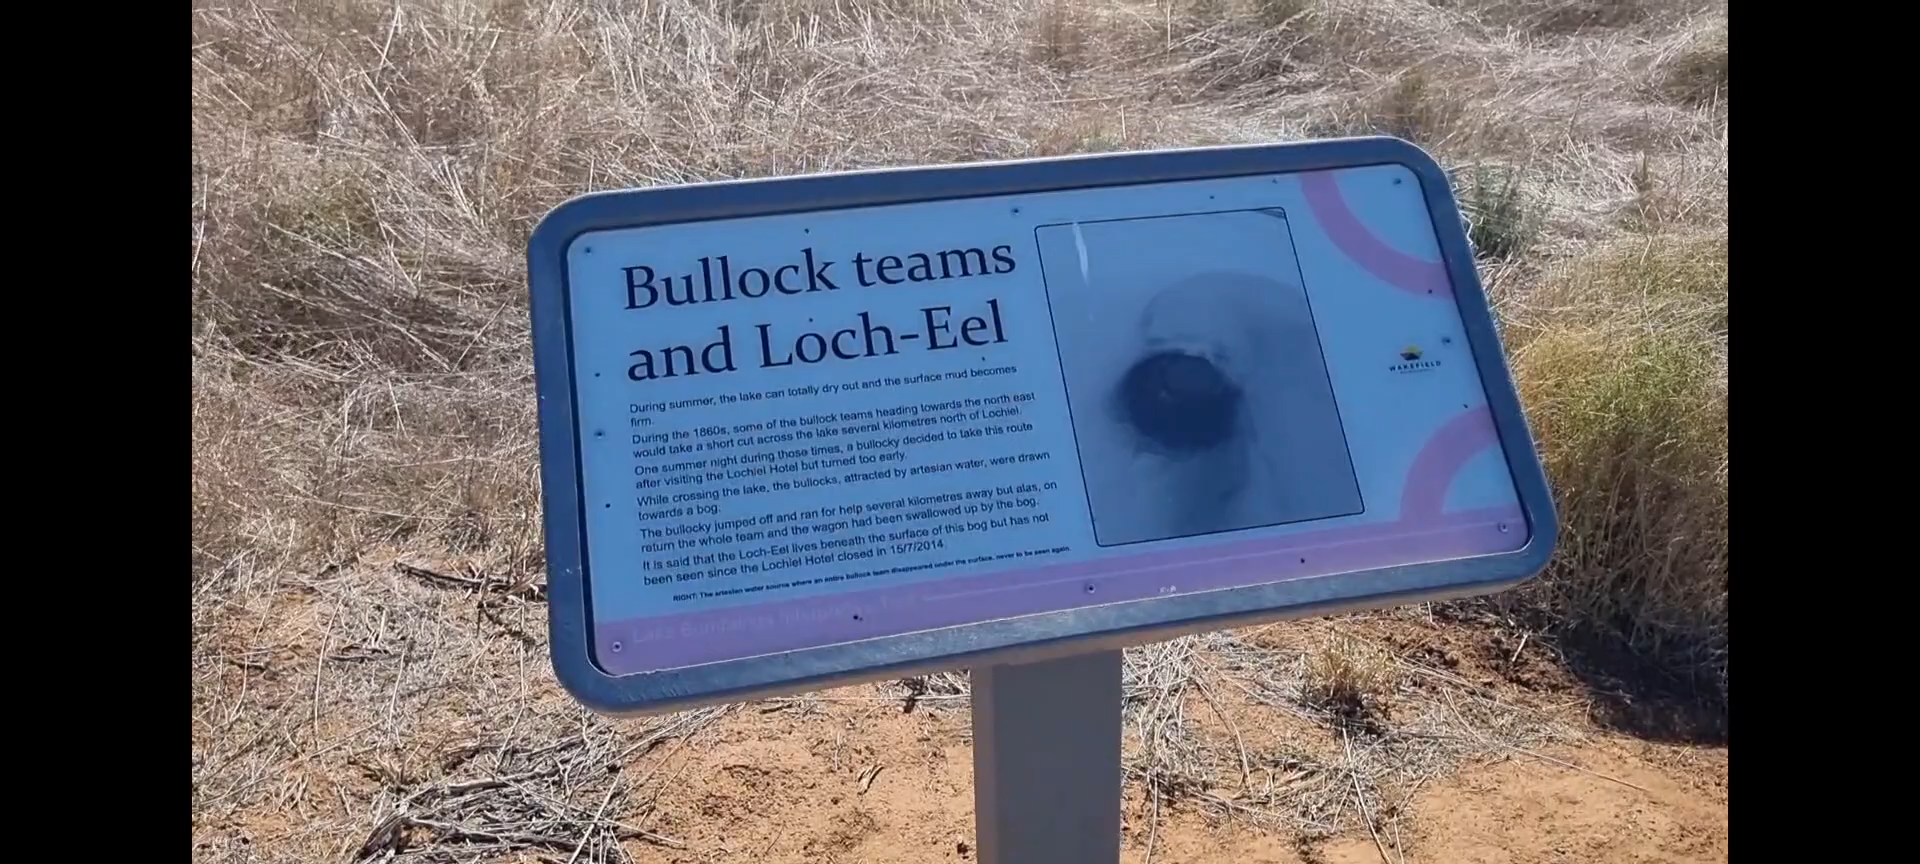 Bullock teams
and Loch-Eel
During summer, the lake can totally dry out and the surface mud becomes
firm.
During the 1860s, some of the bullock teams heading towards the north east
would take a short cut across the lake several kilometres north of Lochiel.
One summer night during those times, a bullocky decided to take this route
after visiting the Lochiel Hotel but turned too early.
While crossing the lake, the bullocks, attracted by artesian water, were drawn
towards a bog.
The bullocky jumped off and ran for help several kilometres away but alas, on
return the whole team and the wagon had been swallowed up by the bog.
It is said that the Loch-Eel lives beneath the surface of this bog but has not
been seen since the Lochiel Hotel closed in 15/7/2014.
RIGHT: The artesian water source where an entire bullock team disappeared under the surface, never to be seen again.
WAKEFIELD
Lake Bumbunga